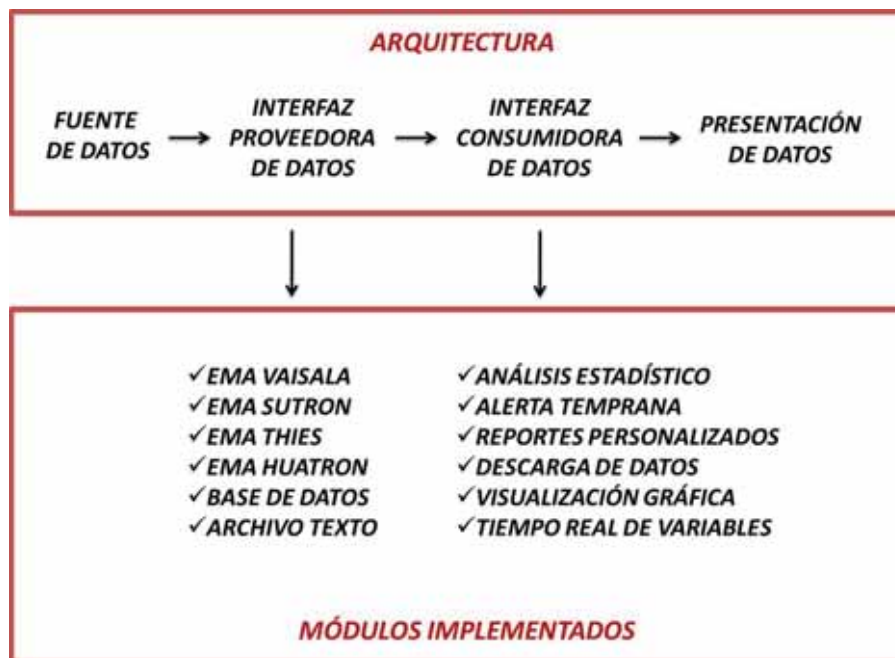 ARQUITECTURA
FUENTE
DE DATOS
INTERFAZ
PROVEEDORA
DE DATOS
INTERFAZ
CONSUMIDORA
DE DATOS
PRESENTACIÓN
DE DATOS
✓EMA VAISALA
✓EMA SUTRON
✓EMA THIES
✓EMA HUATRON
✓BASE DE DATOS
✓ARCHIVO TEXTO
✓ANÁLISIS ESTADÍSTICO
✓ALERTA TEMPRANA
✓REPORTES PERSONALIZADOS
✓DESCARGA DE DATOS
✓VISUALIZACIÓN GRÁFICA
✓TIEMPO REAL DE VARIABLES
MÓDULOS IMPLEMENTADOS